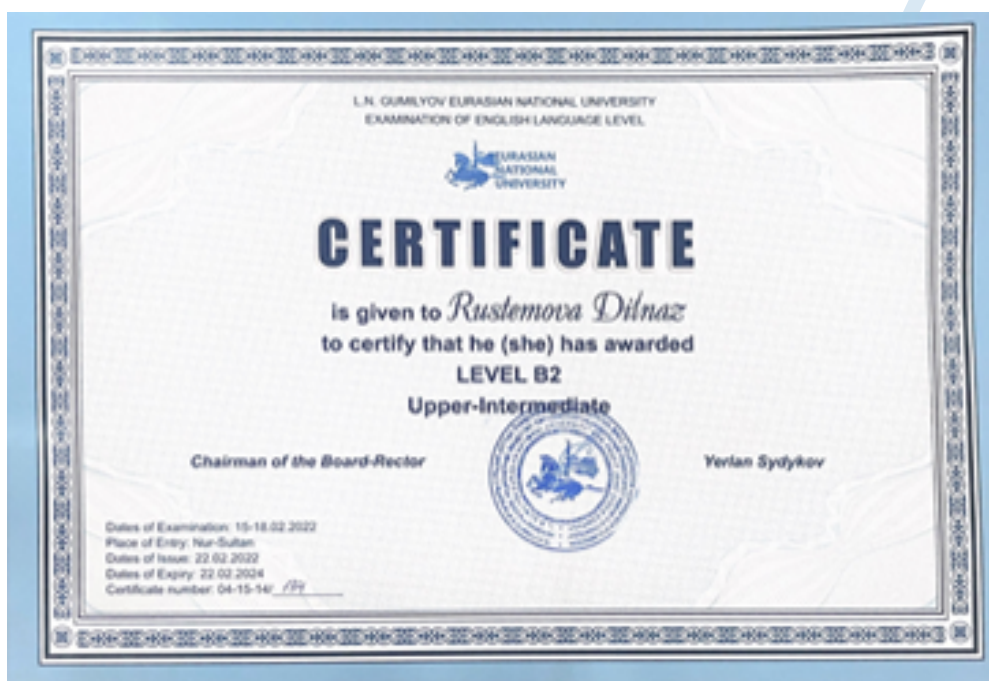 L.N. GUMILYOV EURASIAN NATIONAL UNIVERSITY
EXAMINATION OF ENGLISH LANGUAGE LEVEL
EURASIAN
NATIONAL
UNIVERSITY
CERTIFICATE
is given to Rustemova Dilnaz
to certify that he (she) has awarded
LEVEL B2
Upper-Intermediate
Chairman of the Board-Rector
Yerlan Sydykov
Dates of Examination: 15-18.02.2022
Place of Entry: Nur-Sultan
Dates of Issue: 22.02.2022
Dates of Expiry: 22.02.2024
Certificate number: 04-15-14/